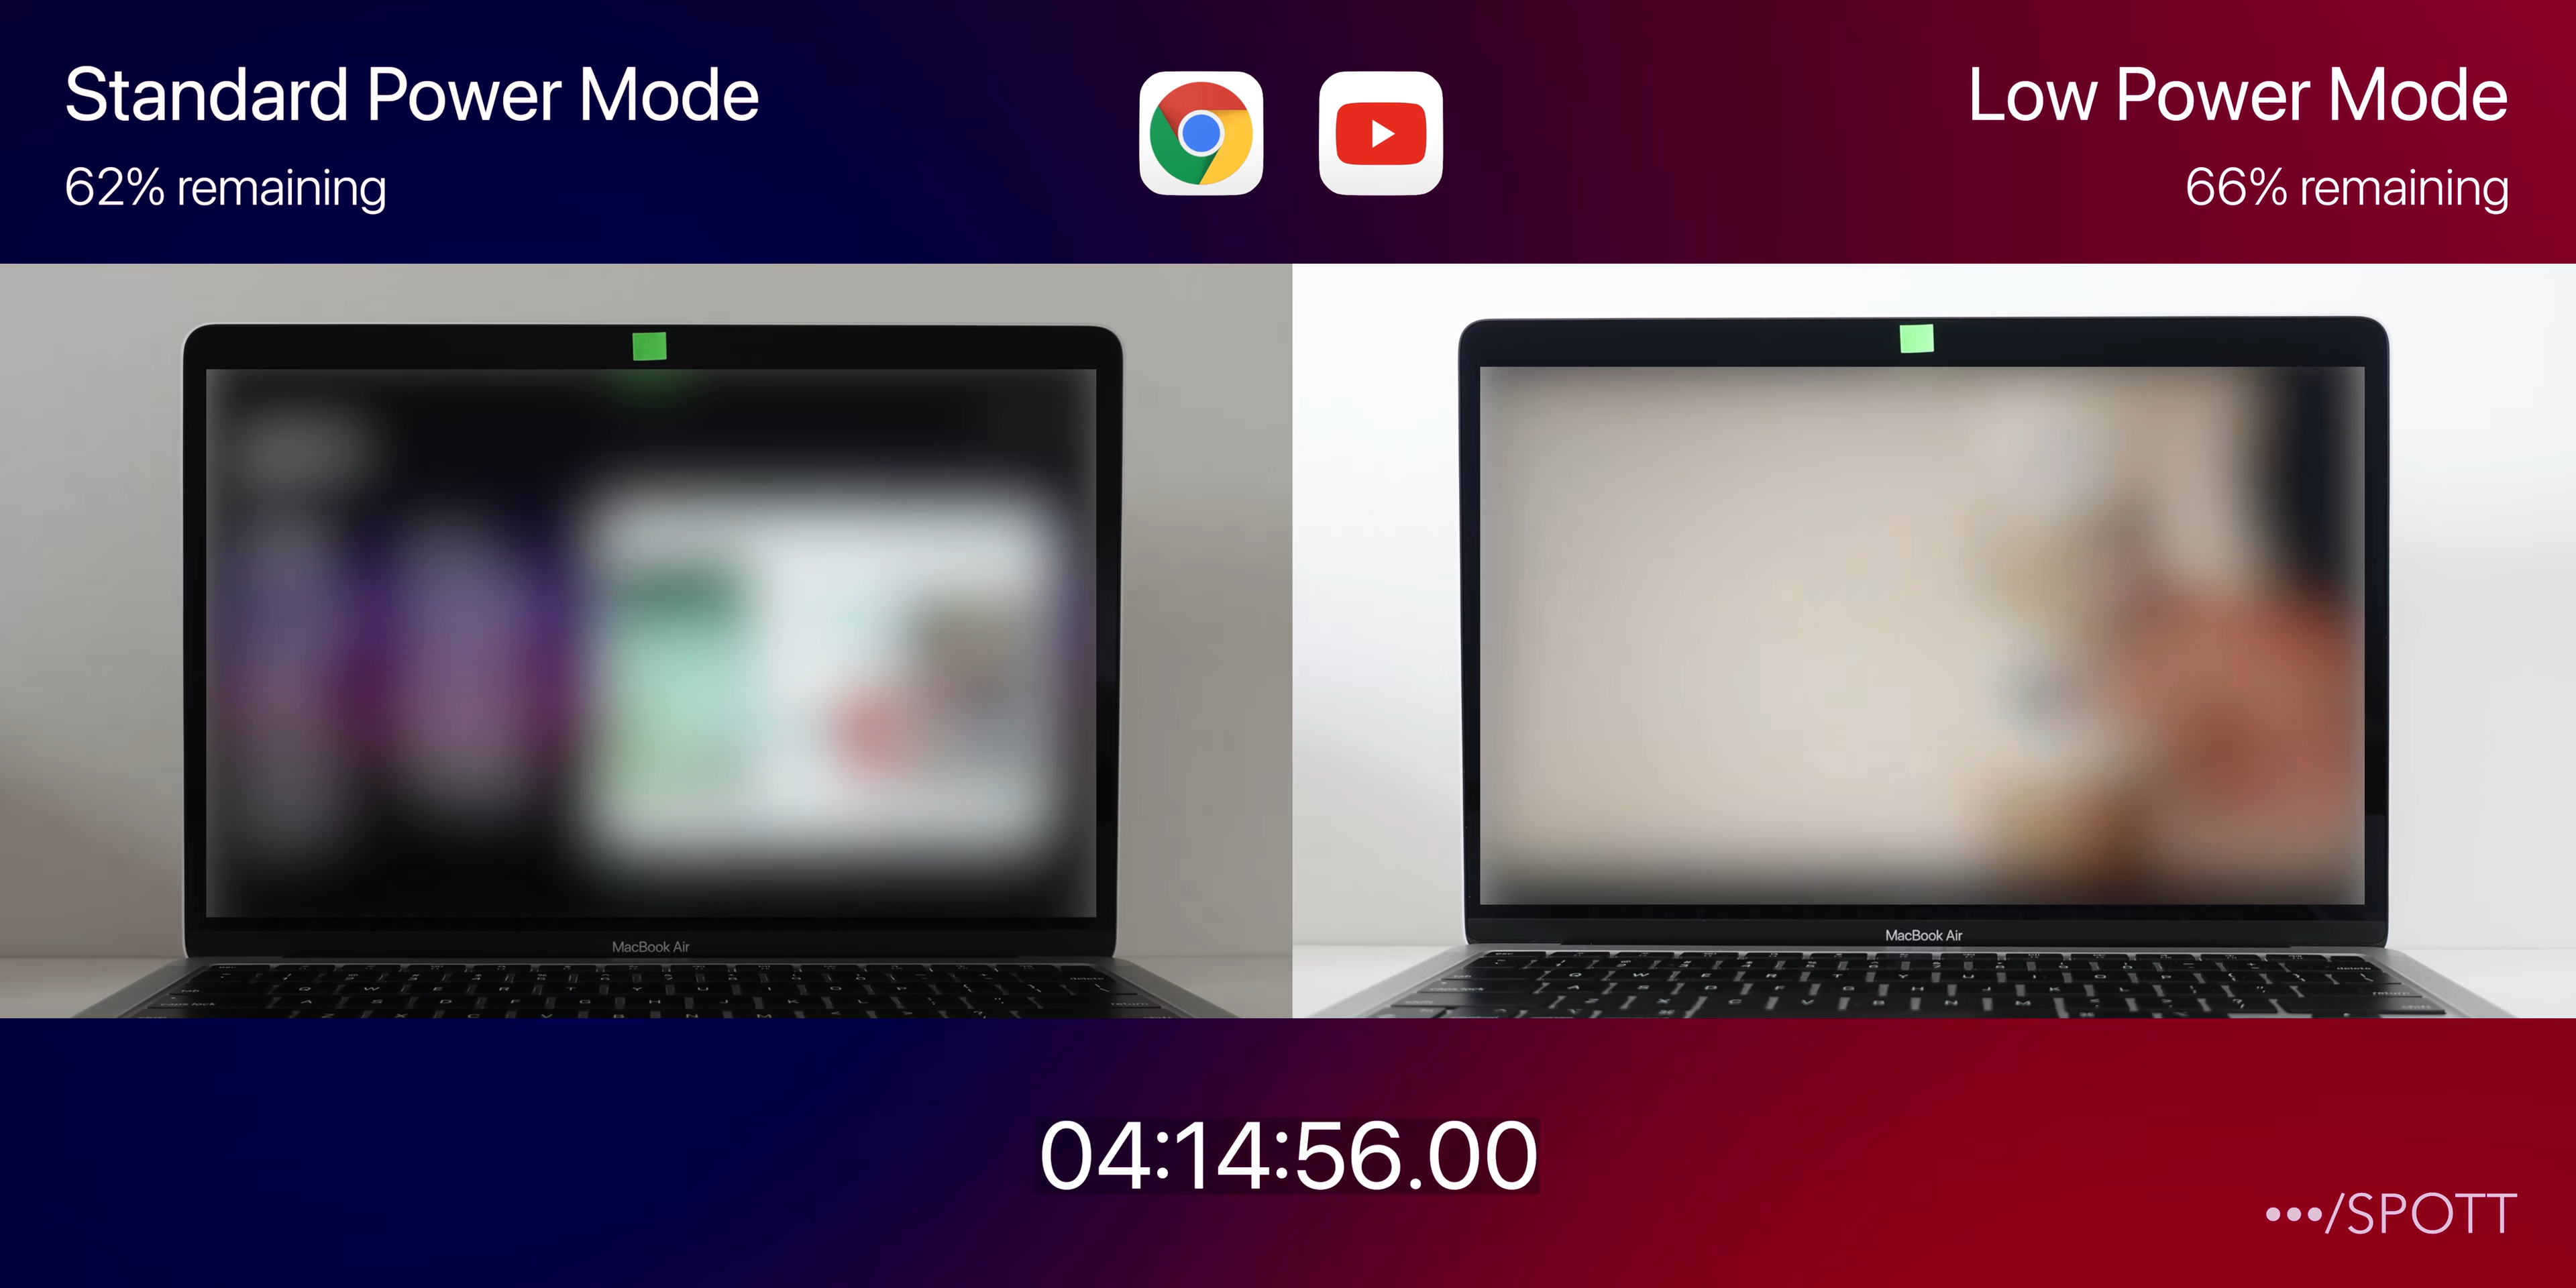 Standard Power Mode
62% remaining
Low Power Mode
66% remaining
MacBook Air
MacBook Air
04:14:56.00
•••/SPOTT